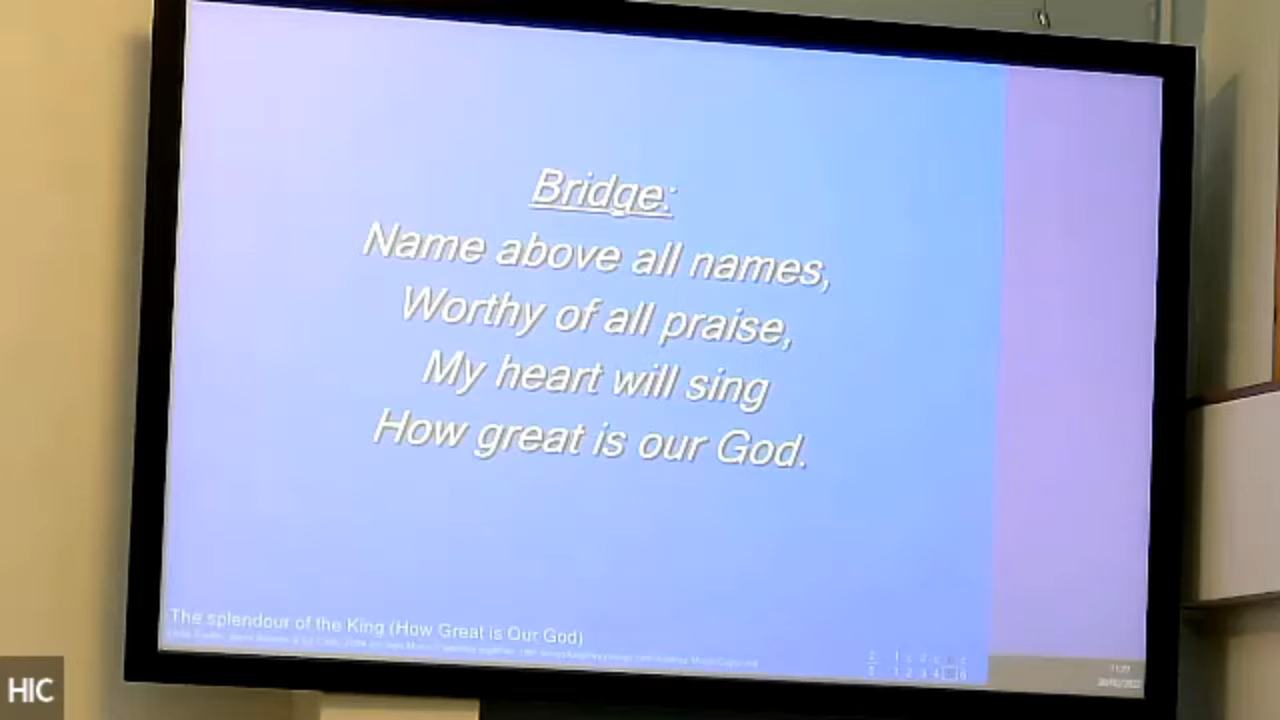 Bridge:
Name above all names,
Worthy of all praise,
My heart will sing
How great is our God.
The splendour of the King (How Great is Our God)
HIC